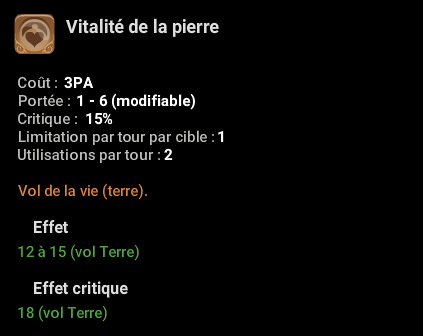 Vitalité de la pierre
Coût : 3PA
Portée : 1 - 6 (modifiable)
Critique : 15%
Limitation par tour par cible : 1
Utilisations par tour : 2
Vol de la vie (terre).
Effet
12 à 15 (vol Terre)
Effet critique
18 (vol Terre)